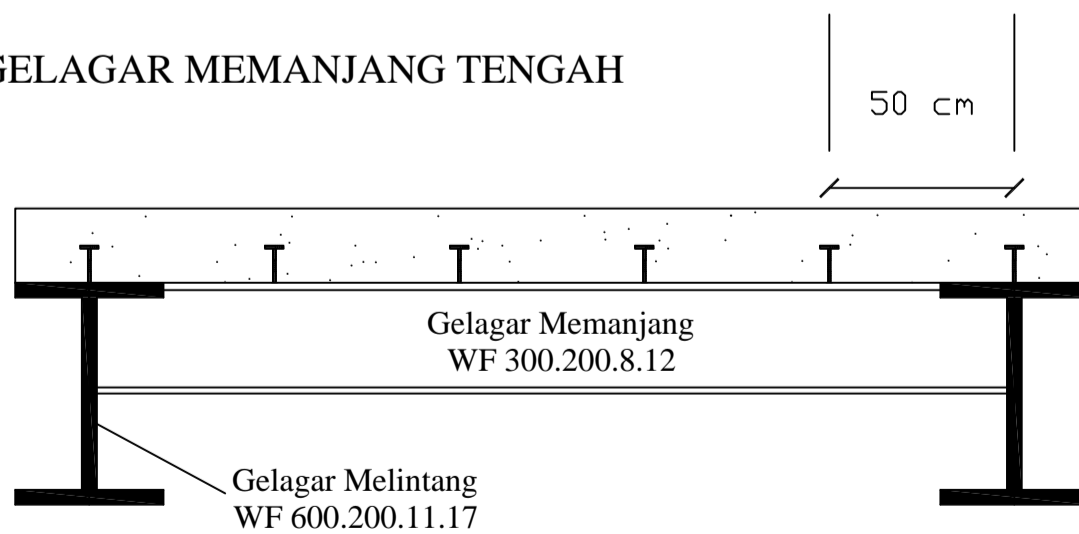 GELAGAR MEMANJANG TENGAH
50 cm
Gelagar Memanjang
WF 300.200.8.12
Gelagar Melintang
WF 600.200.11.17